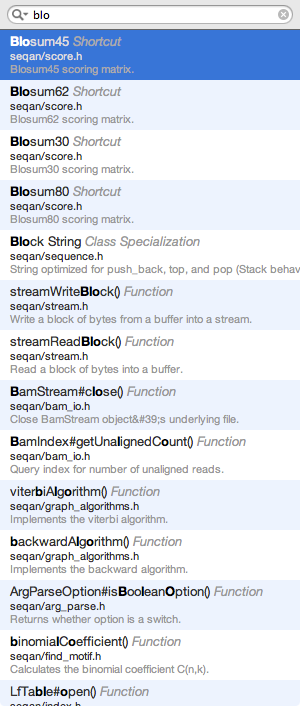 blo
Blosum45 Shortcut
seqan/score.h
Blosum45 scoring matrix.
Blosum62 Shortcut
seqan/score.h
Blosum62 scoring matrix.
Blosum30 Shortcut
seqan/score.h
Blosum30 scoring matrix.
Blosum80 Shortcut
seqan/score.h
Blosum80 scoring matrix.
Block String Class Specialization
seqan/sequence.h
String optimized for push_back, top, and pop (Stack behav
streamWriteBlock() Function
seqan/stream.h
Write a block of bytes from a buffer into a stream.
streamReadBlock() Function
seqan/stream.h
Read a block of bytes into a buffer.
BamStream#close() Function
seqan/bam_io.h
Close BamStream object&#39;s underlying file.
BamIndex#getUnalignedCount() Function
seqan/bam_io.h
Query index for number of unaligned reads.
viterbiAlgorithm() Function
seqan/graph_algorithms.h
Implements the viterbi algorithm.
backwardAlgorithm() Function
seqan/graph_algorithms.h
Implements the backward algorithm.
ArgParseOption#isBooleanOption() Function
seqan/arg_parse.h
Returns whether option is a switch.
binomialCoefficient() Function
seqan/find_motif.h
Calculates the binomial coefficient C(n,k).
LfTable#open() Function
seqan/index.h